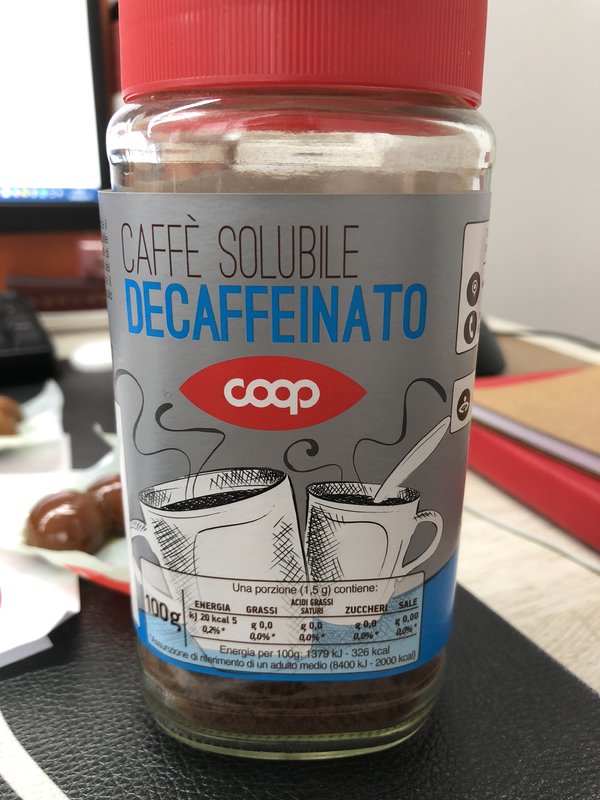 CAFFÈ SOLUBILE
DECAFFEINATO
coop
Una porzione (1,5 g) contiene:
100g
ENERGIA GRASSI ACIDI GRASSI SATURI ZUCCHERI SALE
kJ 20 kcal 5 g 0,0 g 0,0 g 0,0 g 0,00
0,2%* 0,0%* 0,0%* 0,0%* 0,0%*
Energia per 100g: 1379 kJ - 326 kcal
*Assunzione di riferimento di un adulto medio (8400 kJ - 2000 kcal)